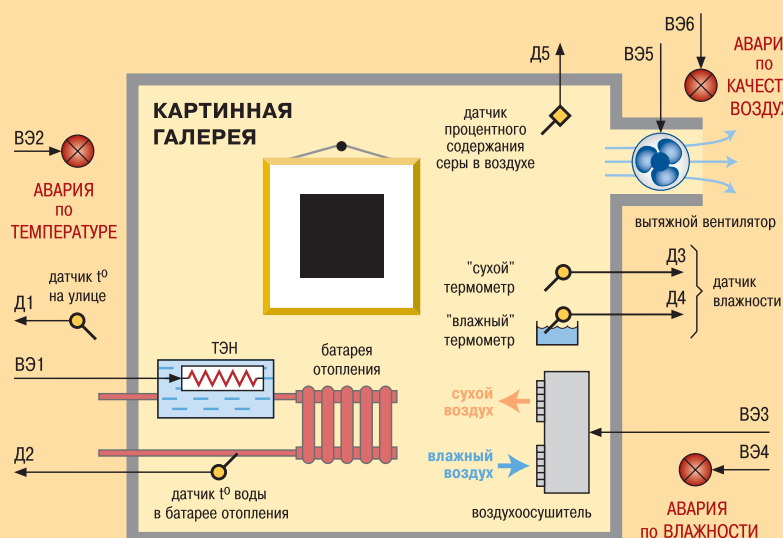 ВЭ6
АВАРИ
по
КАЧЕСТ
ВОЗДУ
Д5
ВЭ5
КАРТИННАЯ
ГАЛЕРЕЯ
датчик
процентного
содержания
серы в воздухе
ВЭ2
АВАРИЯ
по
ТЕМПЕРАТУРЕ
вытяжной вентилятор
датчик t⁰
на улице
Д1
"сухой"
термометр
Д3
"влажный"
термометр
Д4
датчик
влажности
ВЭ1
ТЭН
батарея
отопления
сухой
воздух
ВЭ3
влажный
воздух
ВЭ4
Д2
датчик t⁰ воды
в батарее отопления
воздухоосушитель
АВАРИЯ
по ВЛАЖНОСТИ